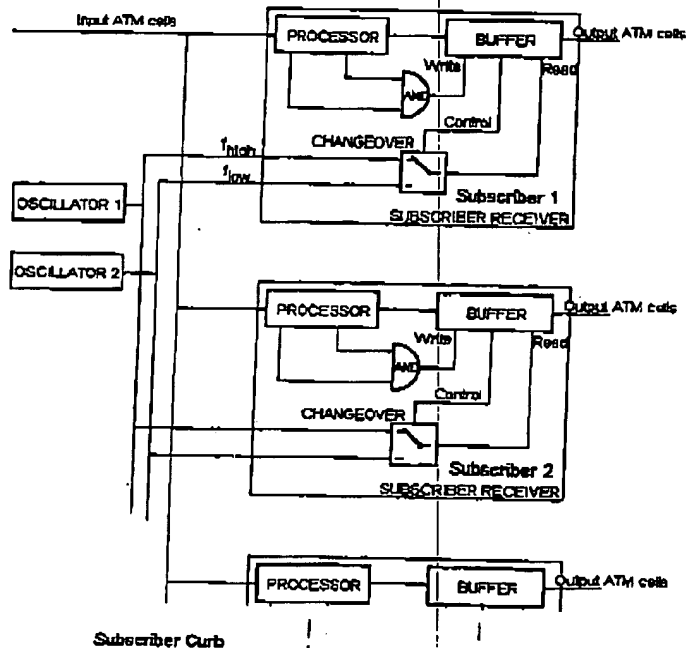 Input ATM cells
PROCESSOR
BUFFER
Output ATM cells
Write
Read
AND
Control
CHANGEOVER
fhigh
flow
Subscriber 1
SUBSCRIBER RECEIVER
OSCILLATOR 1
OSCILLATOR 2
PROCESSOR
BUFFER
Output ATM cells
Write
Read
AND
Control
CHANGEOVER
Subscriber 2
SUBSCRIBER RECEIVER
PROCESSOR
BUFFER
Output ATM cells
Subscriber Curb